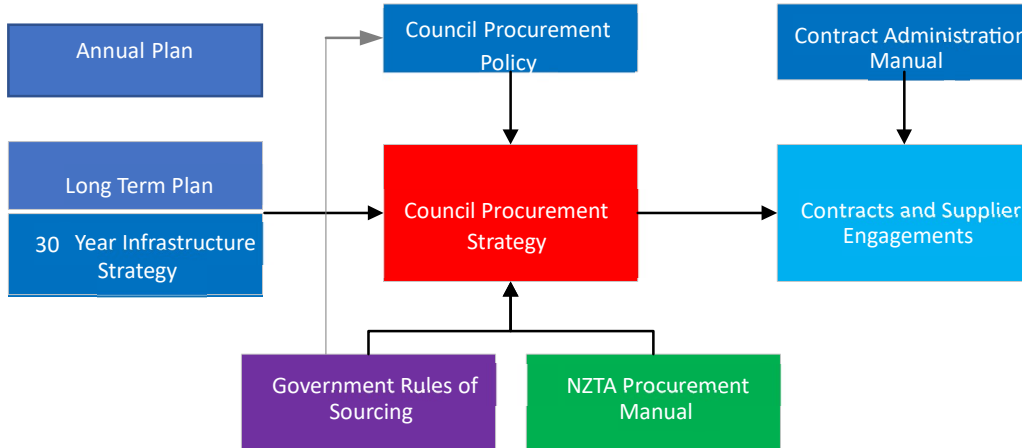 Annual Plan
Council Procurement
Policy
Contract Administration
Manual
Long Term Plan
30 Year Infrastructure
Strategy
Council Procurement
Strategy
Contracts and Supplier
Engagements
Government Rules of
Sourcing
NZTA Procurement
Manual